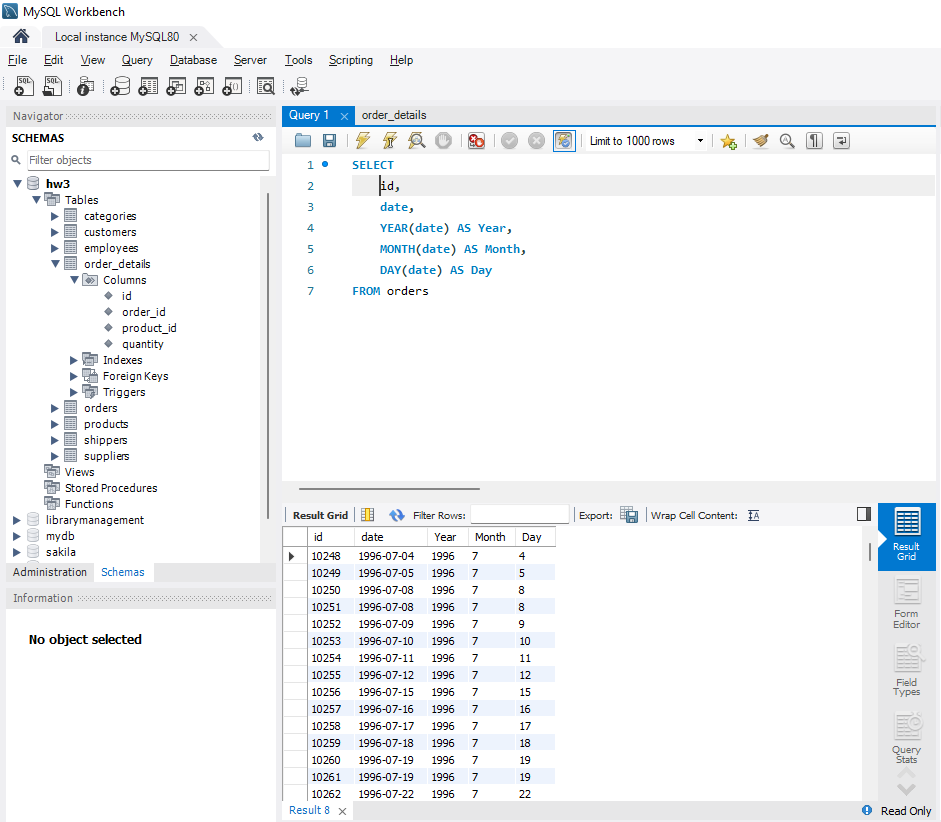 MySQL Workbench
Local instance MySQL80
File Edit View Query Database Server Tools Scripting Help
Navigator
SCHEMAS
Filter objects
hw3
Tables
categories
customers
employees
order_details
Columns
id
order_id
product_id
quantity
Indexes
Foreign Keys
Triggers
orders
products
shippers
suppliers
Views
Stored Procedures
Functions
librarymanagement
mydb
sakila
Administration Schemas
Information
No object selected
Query 1 order_details
Limit to 1000 rows
1 SELECT
2 id,
3 date,
4 YEAR(date) AS Year,
5 MONTH(date) AS Month,
6 DAY(date) AS Day
7 FROM orders
Result Grid Filter Rows: Export: Wrap Cell Content:
id date Year Month Day
10248 1996-07-04 1996 7 4
10249 1996-07-05 1996 7 5
10250 1996-07-08 1996 7 8
10251 1996-07-08 1996 7 8
10252 1996-07-09 1996 7 9
10253 1996-07-10 1996 7 10
10254 1996-07-11 1996 7 11
10255 1996-07-12 1996 7 12
10256 1996-07-15 1996 7 15
10257 1996-07-16 1996 7 16
10258 1996-07-17 1996 7 17
10259 1996-07-18 1996 7 18
10260 1996-07-19 1996 7 19
10261 1996-07-19 1996 7 19
10262 1996-07-22 1996 7 22
Result 8
Result
Grid
Form
Editor
Field
Types
Query
Stats
Read Only